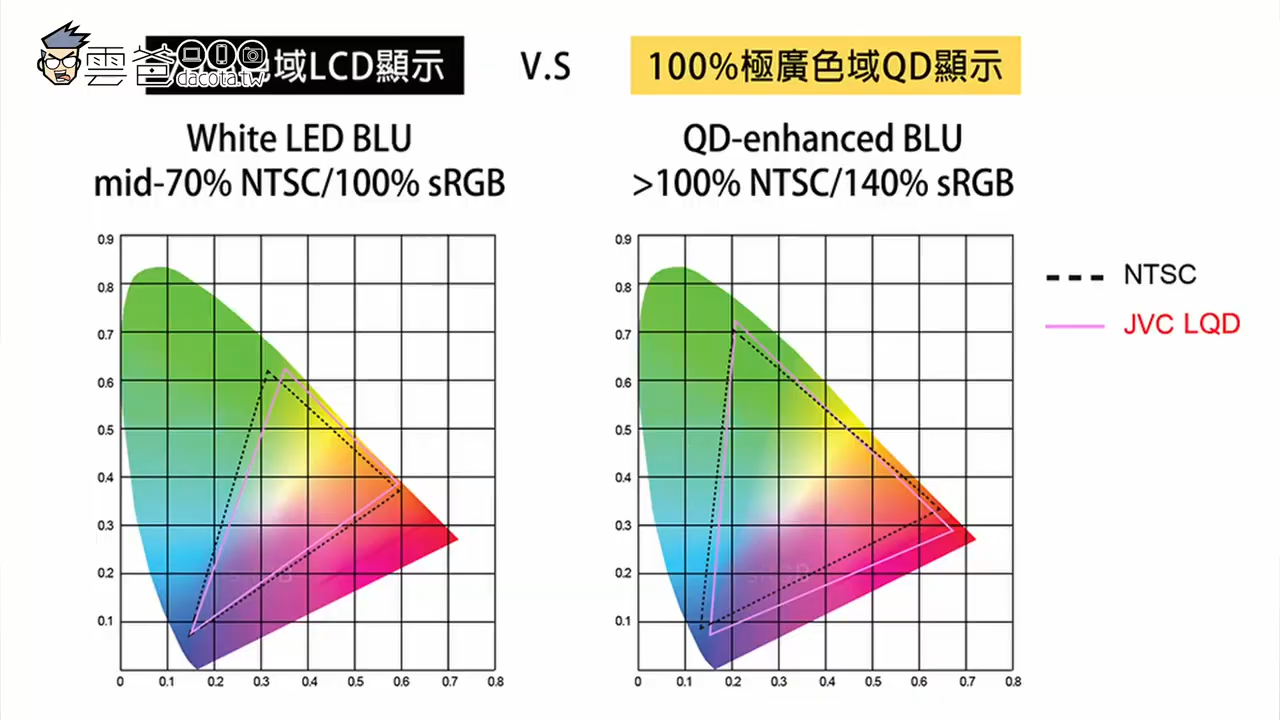 雲爸
dacota.tw
色域LCD顯示
V.S
100%極廣色域QD顯示
White LED BLU
mid-70% NTSC/100% sRGB
QD-enhanced BLU
>100% NTSC/140% sRGB
0.9
0.8
0.7
0.6
0.5
0.4
0.3
0.2
0.1
0 0.1 0.2 0.3 0.4 0.5 0.6 0.7 0.8
0.9
0.8
0.7
0.6
0.5
0.4
0.3
0.2
0.1
0 0.1 0.2 0.3 0.4 0.5 0.6 0.7 0.8
NTSC
JVC LQD